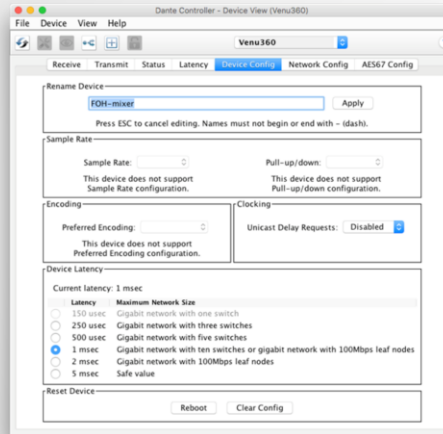 Dante Controller - Device View (Venu360)
File Device View Help
Venu360
Receive Transmit Status Latency Device Config Network Config AES67 Config
Rename Device
FOH-mixer Apply
Press ESC to cancel editing. Names must not begin or end with - (dash).
Sample Rate
Sample Rate: Pull-up/down:
This device does not support This device does not support
Sample Rate configuration. Pull-up/down configuration.
Encoding Clocking
Preferred Encoding: Unicast Delay Requests: Disabled
This device does not support
Preferred Encoding configuration.
Device Latency
Current latency: 1 msec
Latency Maximum Network Size
150 usec Gigabit network with one switch
250 usec Gigabit network with three switches
500 usec Gigabit network with five switches
1 msec Gigabit network with ten switches or gigabit network with 100Mbps leaf nodes
2 msec Gigabit network with 100Mbps leaf nodes
5 msec Safe value
Reset Device
Reboot Clear Config